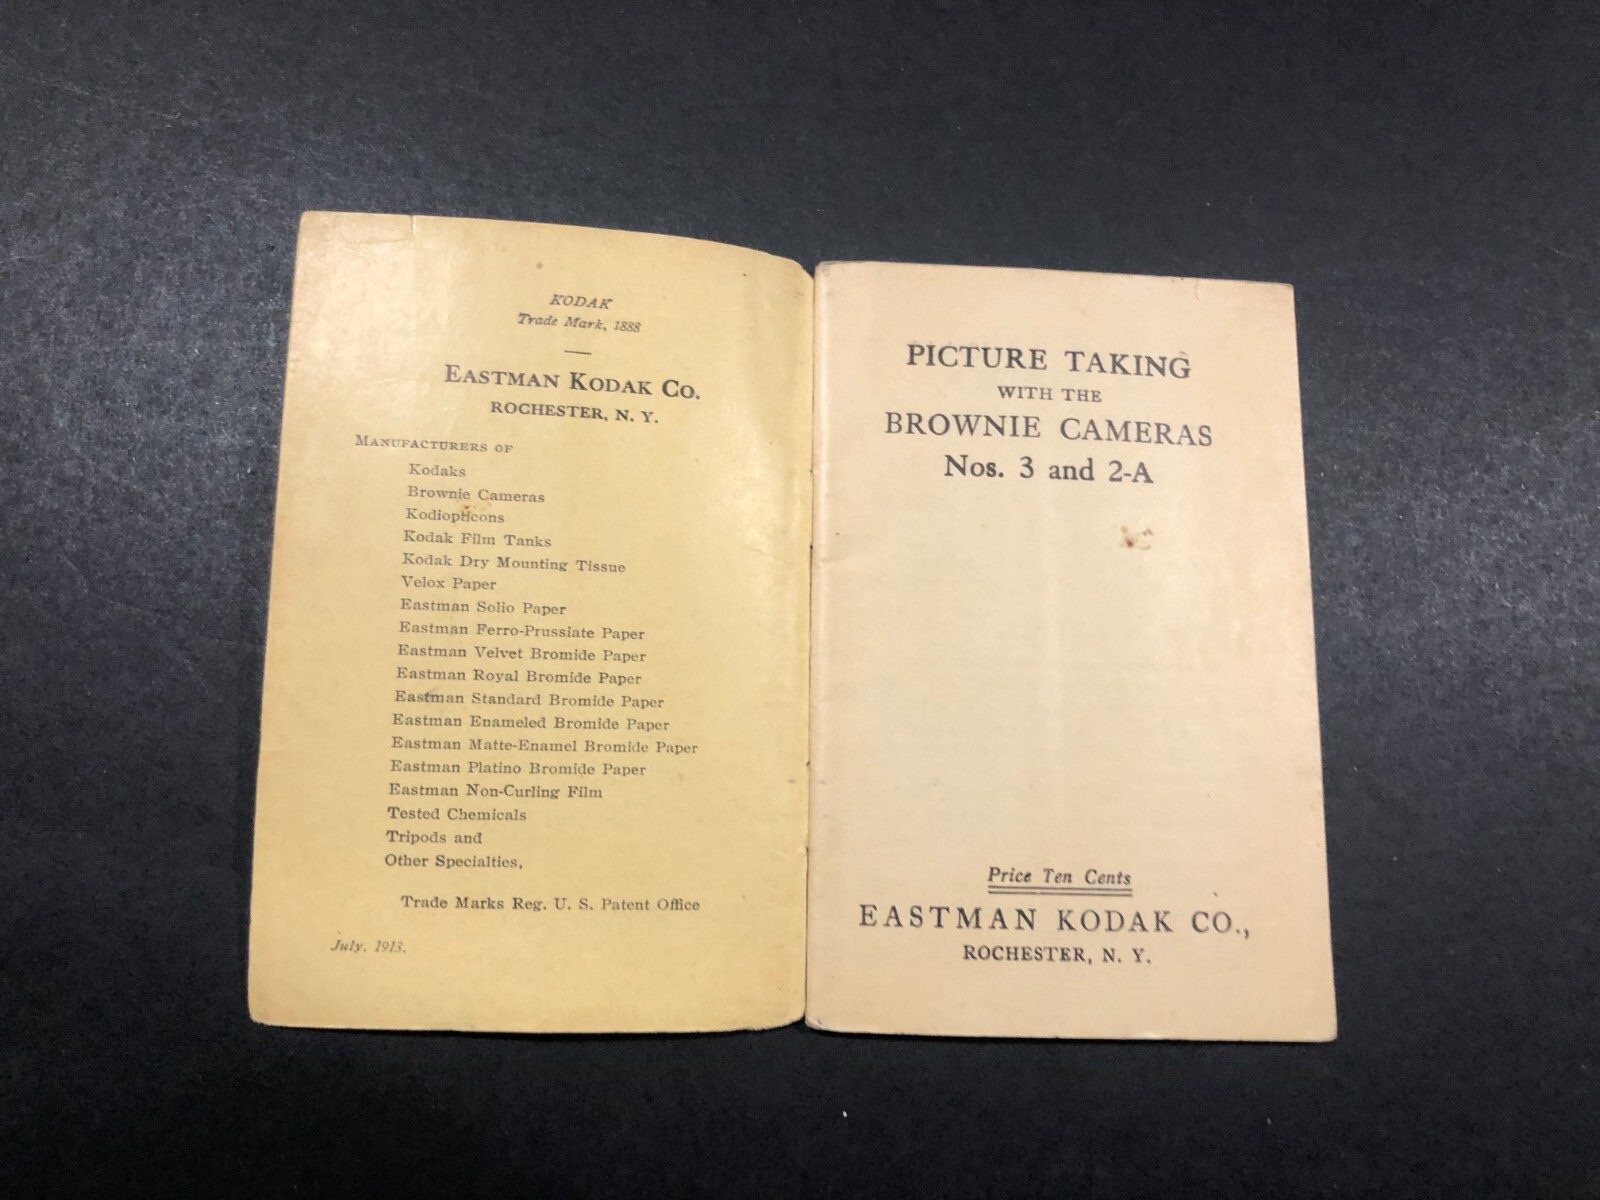 KODAK
Trade Mark, 1888
EASTMAN KODAK CO.
ROCHESTER, N. Y.
MANUFACTURERS OF
Kodaks
Brownie Cameras
Kodiopticons
Kodak Film Tanks
Kodak Dry Mounting Tissue
Velox Paper
Eastman Solio Paper
Eastman Ferro-Prussiate Paper
Eastman Velvet Bromide Paper
Eastman Royal Bromide Paper
Eastman Standard Bromide Paper
Eastman Enameled Bromide Paper
Eastman Matte-Enamel Bromide Paper
Eastman Platino Bromide Paper
Eastman Non-Curling Film
Tested Chemicals
Tripods and
Other Specialties,
Trade Marks Reg. U. S. Patent Office
July, 1913.
PICTURE TAKING
WITH THE
BROWNIE CAMERAS
Nos. 3 and 2-A
Price Ten Cents
EASTMAN KODAK CO.,
ROCHESTER, N. Y.